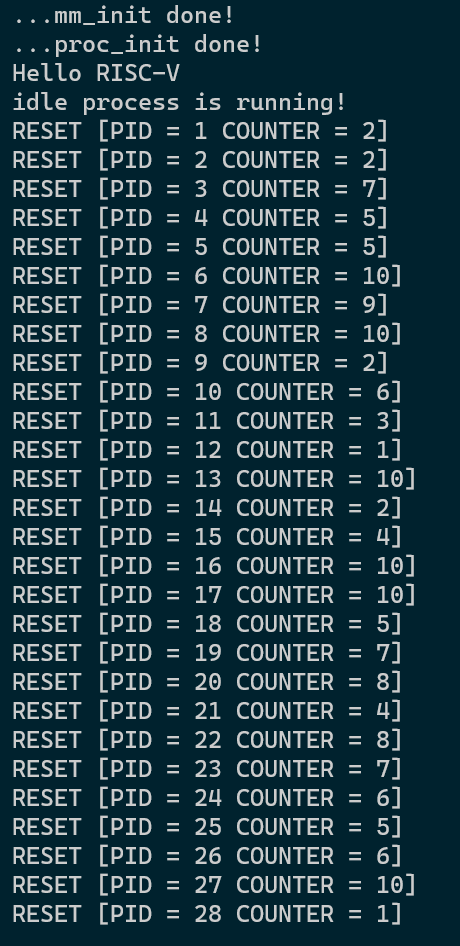 ...mm_init done!
...proc_init done!
Hello RISC-V
idle process is running!
RESET [PID = 1 COUNTER = 2]
RESET [PID = 2 COUNTER = 2]
RESET [PID = 3 COUNTER = 7]
RESET [PID = 4 COUNTER = 5]
RESET [PID = 5 COUNTER = 5]
RESET [PID = 6 COUNTER = 10]
RESET [PID = 7 COUNTER = 9]
RESET [PID = 8 COUNTER = 10]
RESET [PID = 9 COUNTER = 2]
RESET [PID = 10 COUNTER = 6]
RESET [PID = 11 COUNTER = 3]
RESET [PID = 12 COUNTER = 1]
RESET [PID = 13 COUNTER = 10]
RESET [PID = 14 COUNTER = 2]
RESET [PID = 15 COUNTER = 4]
RESET [PID = 16 COUNTER = 10]
RESET [PID = 17 COUNTER = 10]
RESET [PID = 18 COUNTER = 5]
RESET [PID = 19 COUNTER = 7]
RESET [PID = 20 COUNTER = 8]
RESET [PID = 21 COUNTER = 4]
RESET [PID = 22 COUNTER = 8]
RESET [PID = 23 COUNTER = 7]
RESET [PID = 24 COUNTER = 6]
RESET [PID = 25 COUNTER = 5]
RESET [PID = 26 COUNTER = 6]
RESET [PID = 27 COUNTER = 10]
RESET [PID = 28 COUNTER = 1]